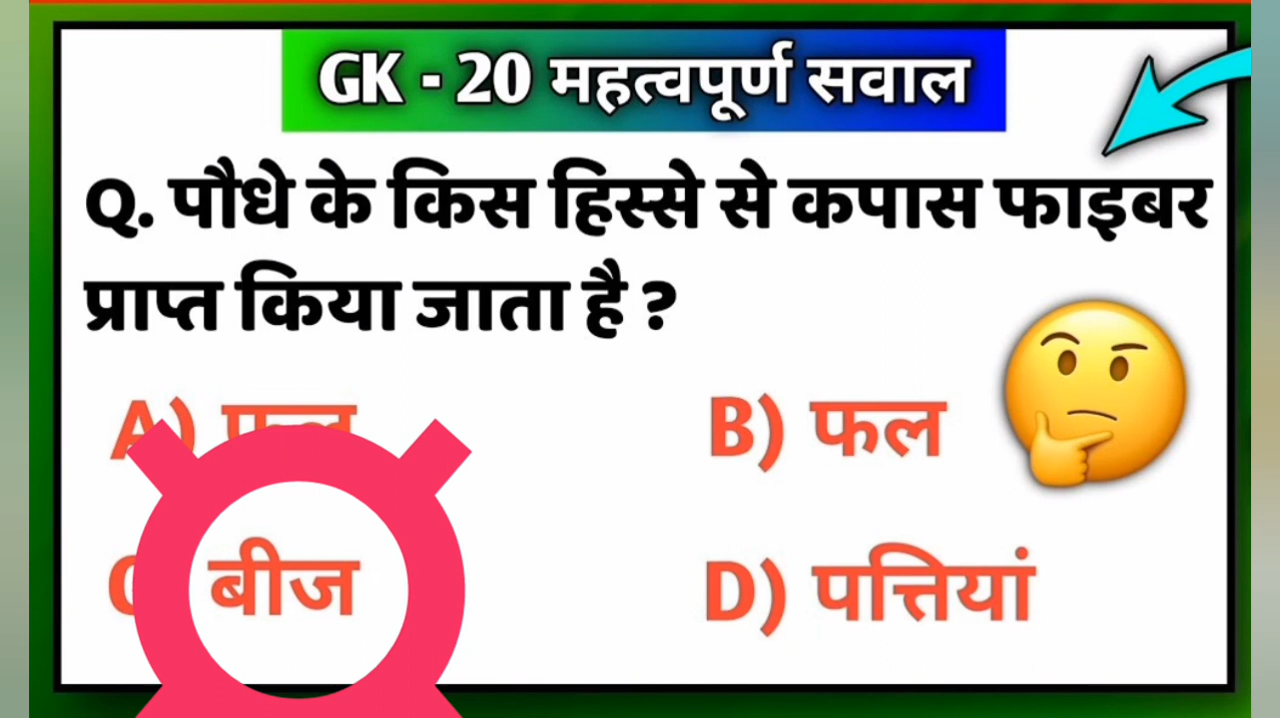 GK - 20 महत्वपूर्ण सवाल
Q. पौधे के किस हिस्से से कपास फाइबर
प्राप्त किया जाता है ?
A)
B) फल
बीज
D) पत्तियां